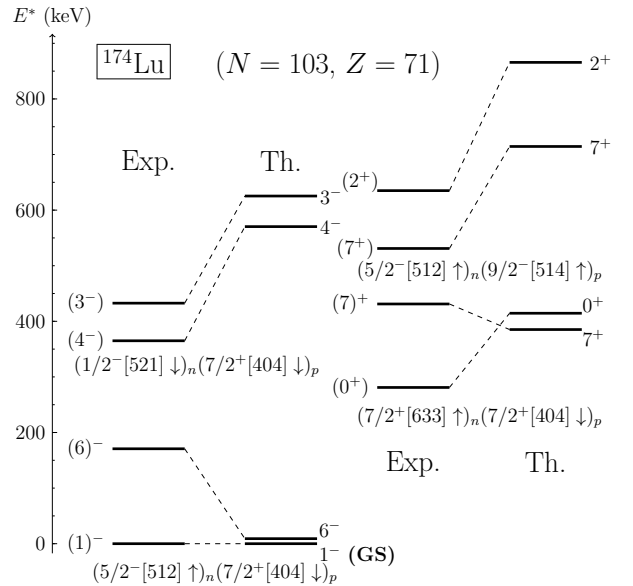 E* (keV)
¹⁷⁴Lu
(N = 103, Z = 71)
800
600
400
200
0
Exp.
Th.
(3⁻)
3⁻
(4⁻)
4⁻
(1/2⁻[521] ↓)ₙ(7/2⁺[404] ↓)ₚ
(6)⁻
6⁻
(1)⁻
1⁻ (GS)
(5/2⁻[512] ↑)ₙ(7/2⁺[404] ↓)ₚ
(2⁺)
2⁺
(7⁺)
7⁺
(5/2⁻[512] ↑)ₙ(9/2⁻[514] ↑)ₚ
(7)⁺
0⁺
7⁺
(0⁺)
(7/2⁺[633] ↑)ₙ(7/2⁺[404] ↓)ₚ
Exp.
Th.